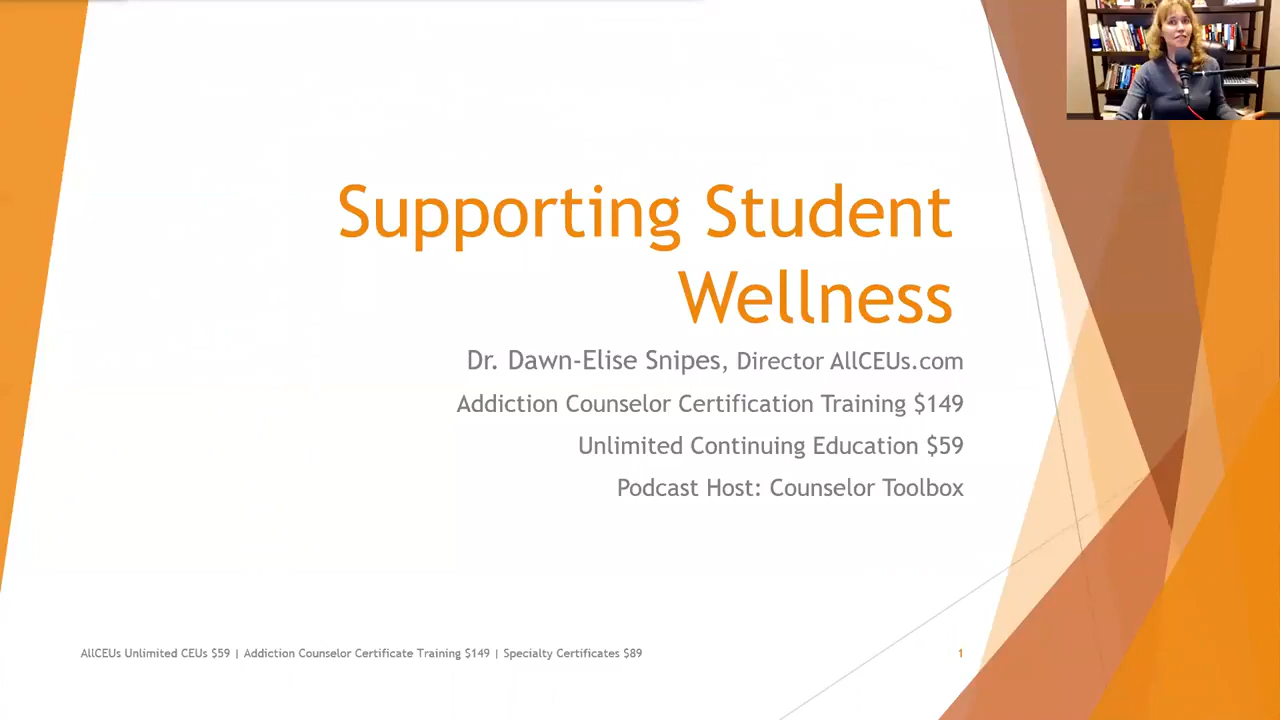 Supporting Student
Wellness
Dr. Dawn-Elise Snipes, Director AllCEUs.com
Addiction Counselor Certification Training $149
Unlimited Continuing Education $59
Podcast Host: Counselor Toolbox
AllCEUs Unlimited CEUs $59 | Addiction Counselor Certificate Training $149 | Specialty Certificates $89
1